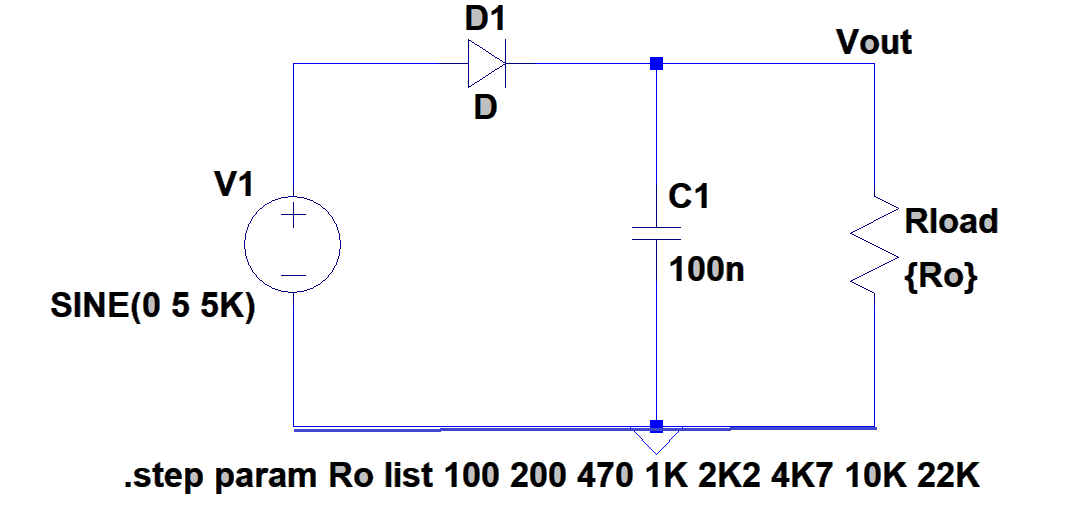 D1
D
Vout
V1
+
−
SINE(0 5 5K)
C1
100n
Rload
{Ro}
.step param Ro list 100 200 470 1K 2K2 4K7 10K 22K